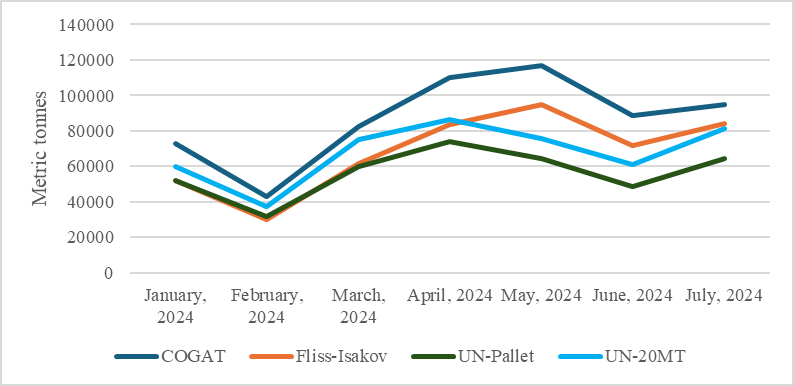 140000
120000
100000
80000
60000
40000
20000
0
Metric tonnes
January, 2024
February, 2024
March, 2024
April, 2024
May, 2024
June, 2024
July, 2024
COGAT
Fliss-Isakov
UN-Pallet
UN-20MT